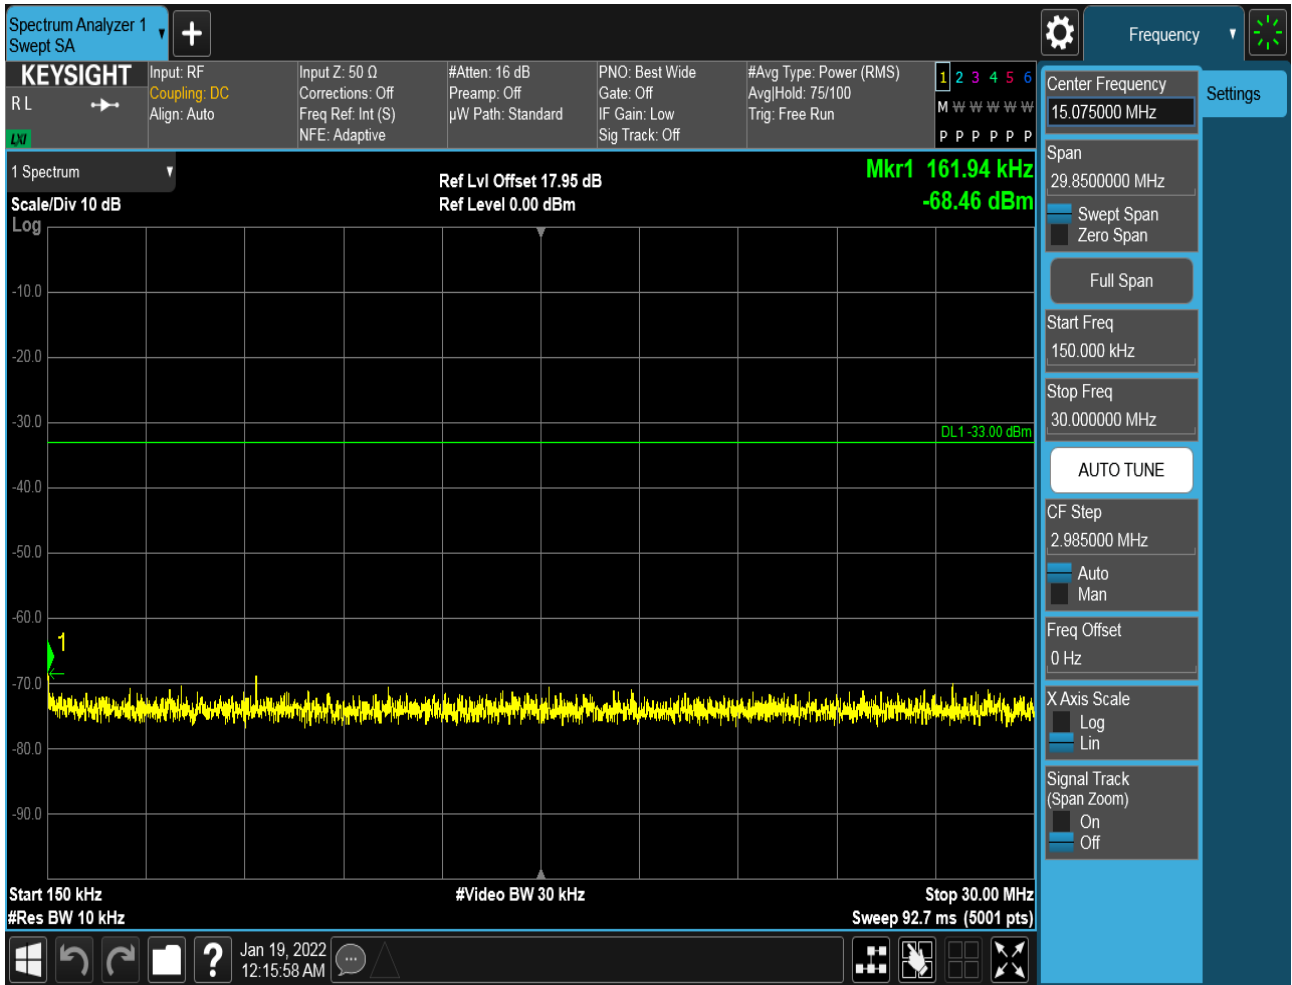 Spectrum Analyzer 1
Swept SA
+
Frequency
KEYSIGHT
R L
LXI
Input: RF
Coupling: DC
Align: Auto
Input Z: 50 Ω
Corrections: Off
Freq Ref: Int (S)
NFE: Adaptive
#Atten: 16 dB
Preamp: Off
µW Path: Standard
PNO: Best Wide
Gate: Off
IF Gain: Low
Sig Track: Off
#Avg Type: Power (RMS)
Avg|Hold: 75/100
Trig: Free Run
1 2 3 4 5 6
M W W W W W
P P P P P P
1 Spectrum
Scale/Div 10 dB
Log
Ref Lvl Offset 17.95 dB
Ref Level 0.00 dBm
Mkr1 161.94 kHz
-68.46 dBm
-10.0
-20.0
-30.0
DL1 -33.00 dBm
-40.0
-50.0
-60.0
1
-70.0
-80.0
-90.0
Start 150 kHz
#Video BW 30 kHz
Stop 30.00 MHz
#Res BW 10 kHz
Sweep 92.7 ms (5001 pts)
Center Frequency
15.075000 MHz
Settings
Span
29.8500000 MHz
Swept Span
Zero Span
Full Span
Start Freq
150.000 kHz
Stop Freq
30.000000 MHz
AUTO TUNE
CF Step
2.985000 MHz
Auto
Man
Freq Offset
0 Hz
X Axis Scale
Log
Lin
Signal Track
(Span Zoom)
On
Off
?
Jan 19, 2022
12:15:58 AM